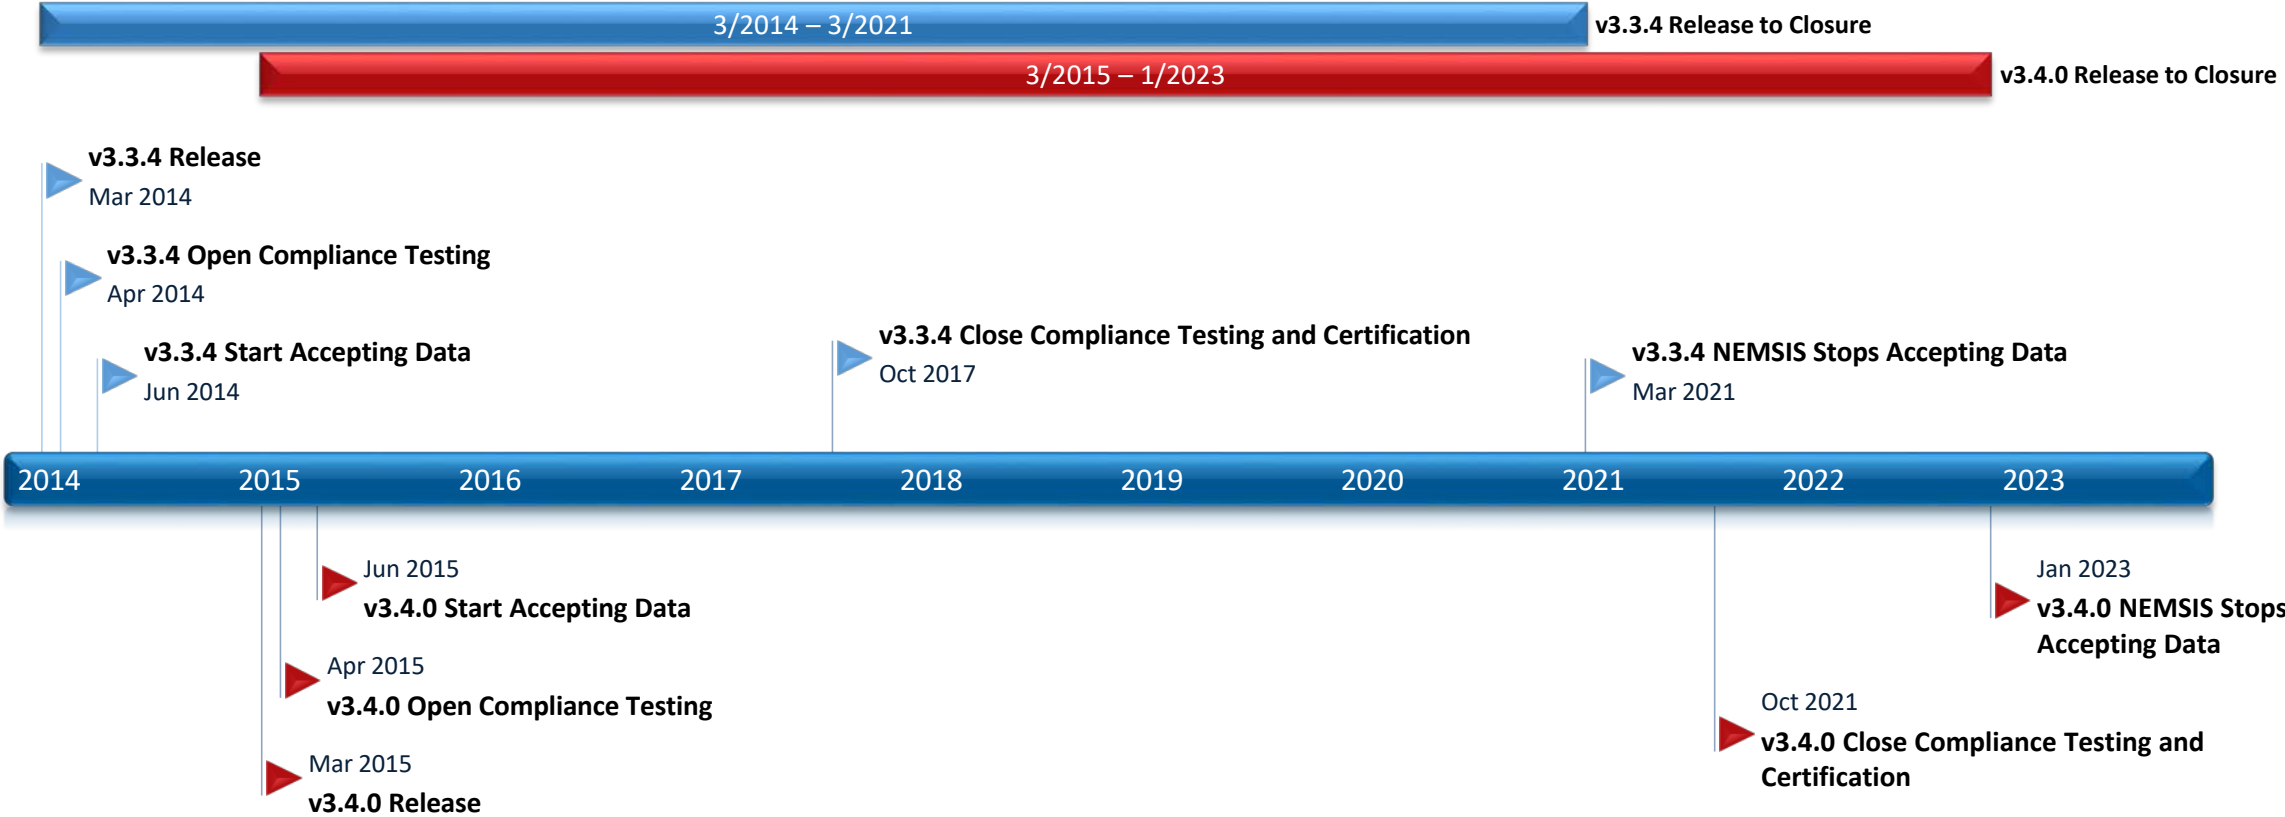 3/2014 – 3/2021
v3.3.4 Release to Closure
3/2015 – 1/2023
v3.4.0 Release to Closure
v3.3.4 Release
Mar 2014
v3.3.4 Open Compliance Testing
Apr 2014
v3.3.4 Start Accepting Data
Jun 2014
v3.3.4 Close Compliance Testing and Certification
Oct 2017
v3.3.4 NEMSIS Stops Accepting Data
Mar 2021
2014 2015 2016 2017 2018 2019 2020 2021 2022 2023
Jun 2015
v3.4.0 Start Accepting Data
Apr 2015
v3.4.0 Open Compliance Testing
Mar 2015
v3.4.0 Release
Jan 2023
v3.4.0 NEMSIS Stops
Accepting Data
Oct 2021
v3.4.0 Close Compliance Testing and
Certification